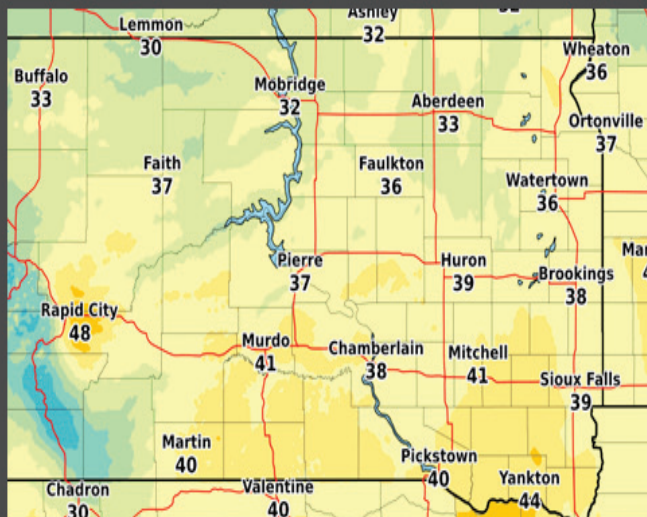 Ashley
32
Lemmon
30
Wheaton
36
Buffalo
33
Mobridge
32
Aberdeen
33
Ortonville
37
Faith
37
Faulkton
36
Watertown
36
Pierre
37
Huron
39
Brookings
38
Rapid City
48
Murdo
41
Chamberlain
38
Mitchell
41
Sioux Falls
39
Martin
40
Pickstown
40
Yankton
44
Chadron
30
Valentine
40